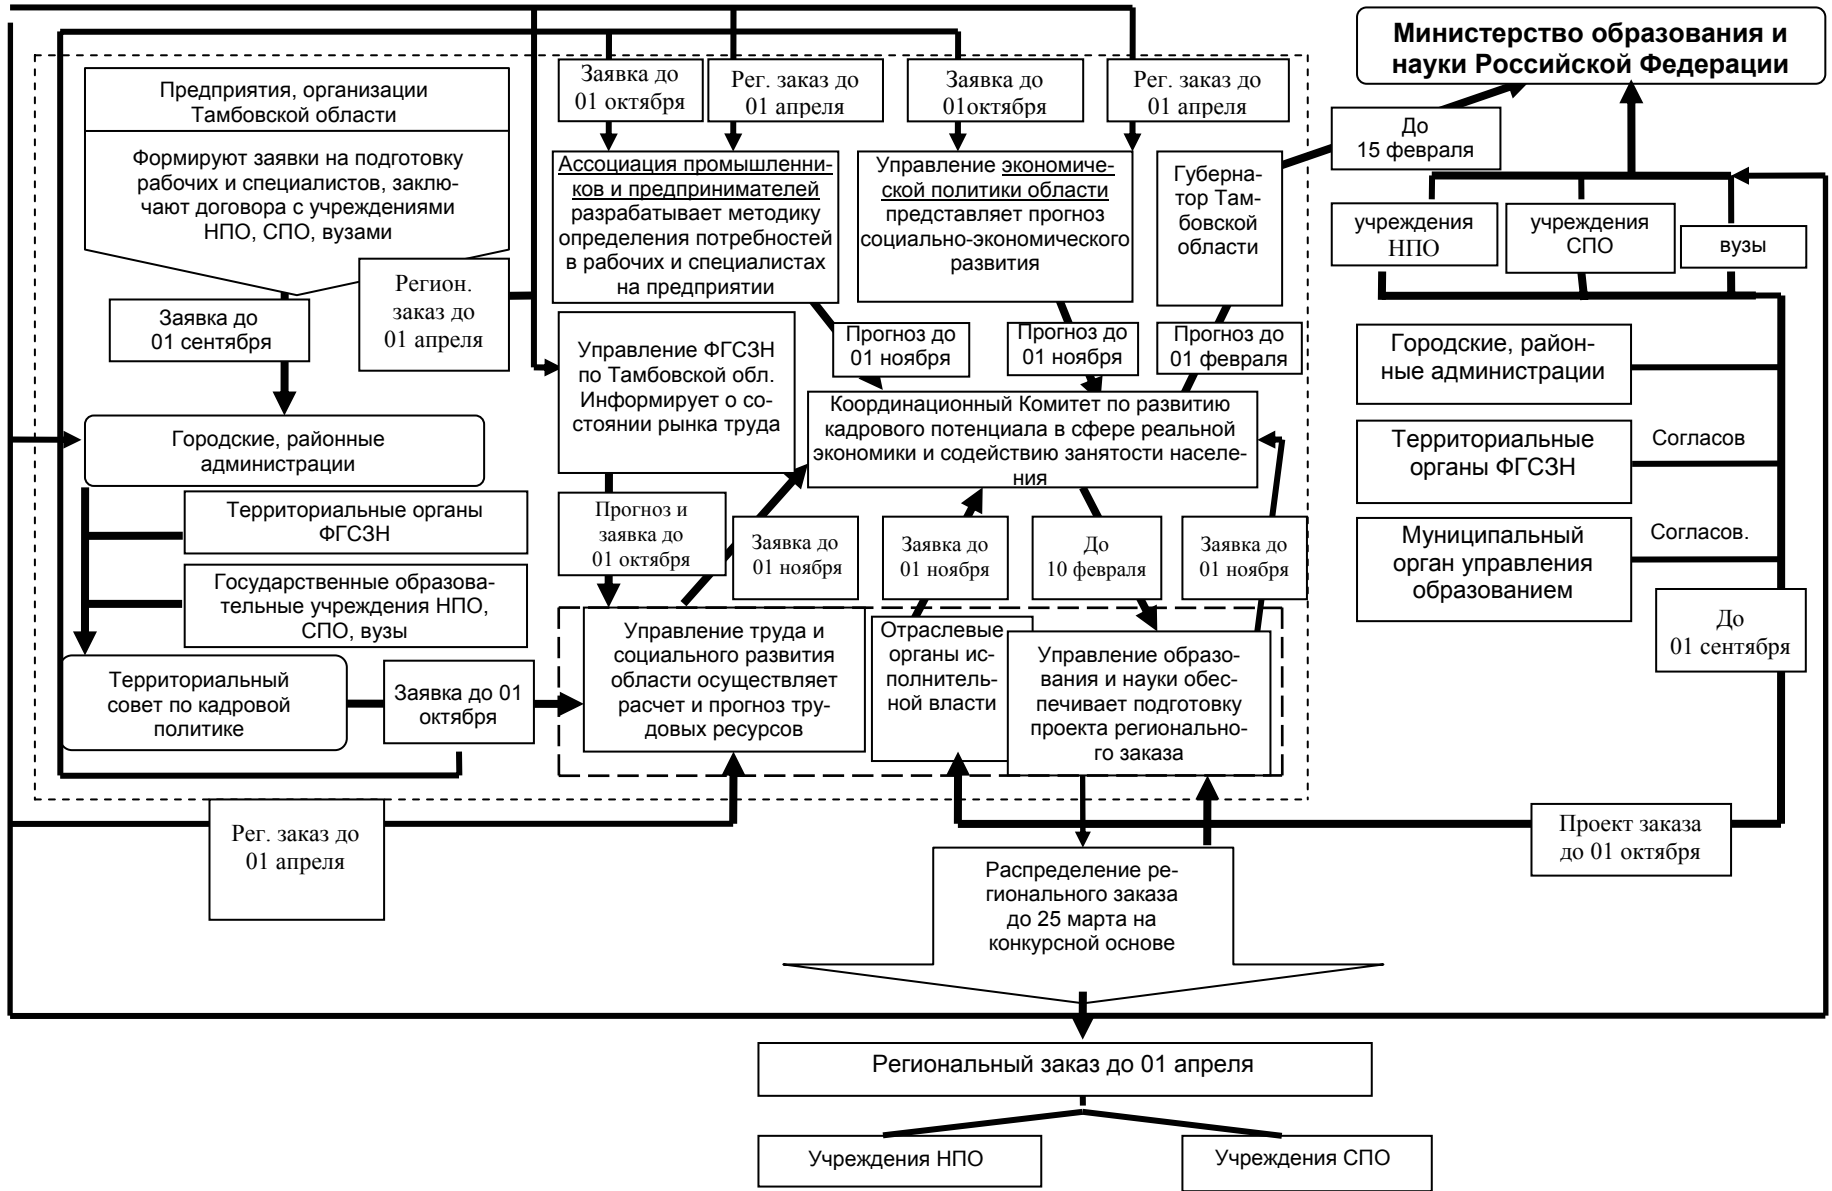 Министерство образования и
науки Российской Федерации
Предприятия, организации
Тамбовской области
Формируют заявки на подготовку
рабочих и специалистов, заклю-
чают договора с учреждениями
НПО, СПО, вузами
Заявка до
01 октября
Рег. заказ до
01 апреля
Заявка до
01октября
Рег. заказ до
01 апреля
До
15 февраля
Ассоциация промышленни-
ков и предпринимателей
разрабатывает методику
определения потребностей
в рабочих и специалистах
на предприятии
Управление экономиче-
ской политики области
представляет прогноз
социально-экономического
развития
Губерна-
тор Там-
бовской
области
учреждения
НПО
учреждения
СПО
вузы
Регион.
заказ до
01 апреля
Заявка до
01 сентября
Управление ФГСЗН
по Тамбовской обл.
Информирует о со-
стоянии рынка труда
Прогноз до
01 ноября
Прогноз до
01 ноября
Прогноз до
01 февраля
Городские, район-
ные администрации
Городские, районные
администрации
Координационный Комитет по развитию
кадрового потенциала в сфере реальной
экономики и содействию занятости населе-
ния
Территориальные
органы ФГСЗН
Согласов
Территориальные органы
ФГСЗН
Прогноз и
заявка до
01 октября
Заявка до
01 ноября
Заявка до
01 ноября
До
10 февраля
Заявка до
01 ноября
Муниципальный
орган управления
образованием
Согласов.
Государственные образова-
тельные учреждения НПО,
СПО, вузы
До
01 сентября
Территориальный
совет по кадровой
политике
Заявка до 01
октября
Управление труда и
социального развития
области осуществляет
расчет и прогноз тру-
довых ресурсов
Отраслевые
органы ис-
полнитель-
ной власти
Управление образо-
вания и науки обес-
печивает подготовку
проекта регионально-
го заказа
Рег. заказ до
01 апреля
Проект заказа
до 01 октября
Распределение ре-
гионального заказа
до 25 марта на
конкурсной основе
Региональный заказ до 01 апреля
Учреждения НПО
Учреждения СПО